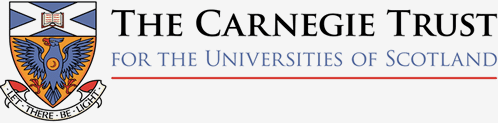 THE CARNEGIE TRUST
FOR THE UNIVERSITIES OF SCOTLAND
·LET·THERE·BE·LIGHT·